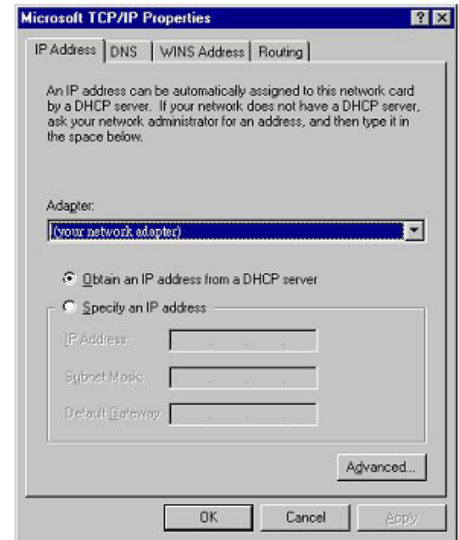 Microsoft TCP/IP Properties
IP Address DNS WINS Address Routing
An IP address can be automatically assigned to this network card
by a DHCP server. If your network does not have a DHCP server,
ask your network administrator for an address, and then type it in
the space below.
Adapter:
(your network adapter)
Obtain an IP address from a DHCP server
Specify an IP address
IP Address:
Subnet Mask:
Default Gateway:
Advanced...
OK Cancel Apply